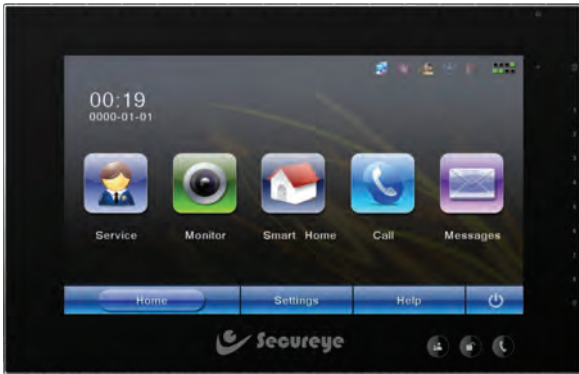 00:19
0000-01-01
Service Monitor Smart Home Call Messages
Home Settings Help
Secureye